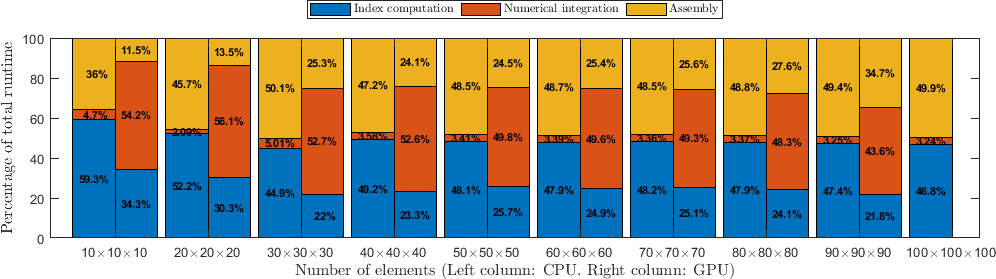 Index computation Numerical integration Assembly
Percentage of total runtime
100
80
60
40
20
0
36% 11.5% 45.7% 13.5% 50.1% 25.3% 47.2% 24.1% 48.5% 24.5% 48.7% 25.4% 48.5% 25.6% 48.8% 27.6% 49.4% 34.7% 49.9%
4.7% 54.2% 2.09% 56.1% 5.01% 52.7% 3.58% 52.6% 3.41% 49.8% 3.39% 49.6% 3.36% 49.3% 3.37% 48.3% 3.25% 43.6% 3.24%
59.3% 34.3% 52.2% 30.3% 44.9% 22% 49.2% 23.3% 48.1% 25.7% 47.9% 24.9% 48.2% 25.1% 47.9% 24.1% 47.4% 21.8% 46.8%
10×10×10 20×20×20 30×30×30 40×40×40 50×50×50 60×60×60 70×70×70 80×80×80 90×90×90 100×100×100
Number of elements (Left column: CPU. Right column: GPU)